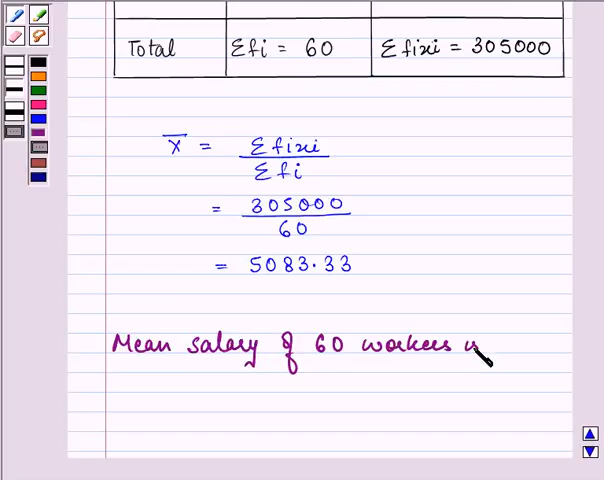 Total Σfi = 60 Σfixi = 305000
x̄ = Σfixi / Σfi
= 305000 / 60
= 5083.33
Mean salary of 60 workers